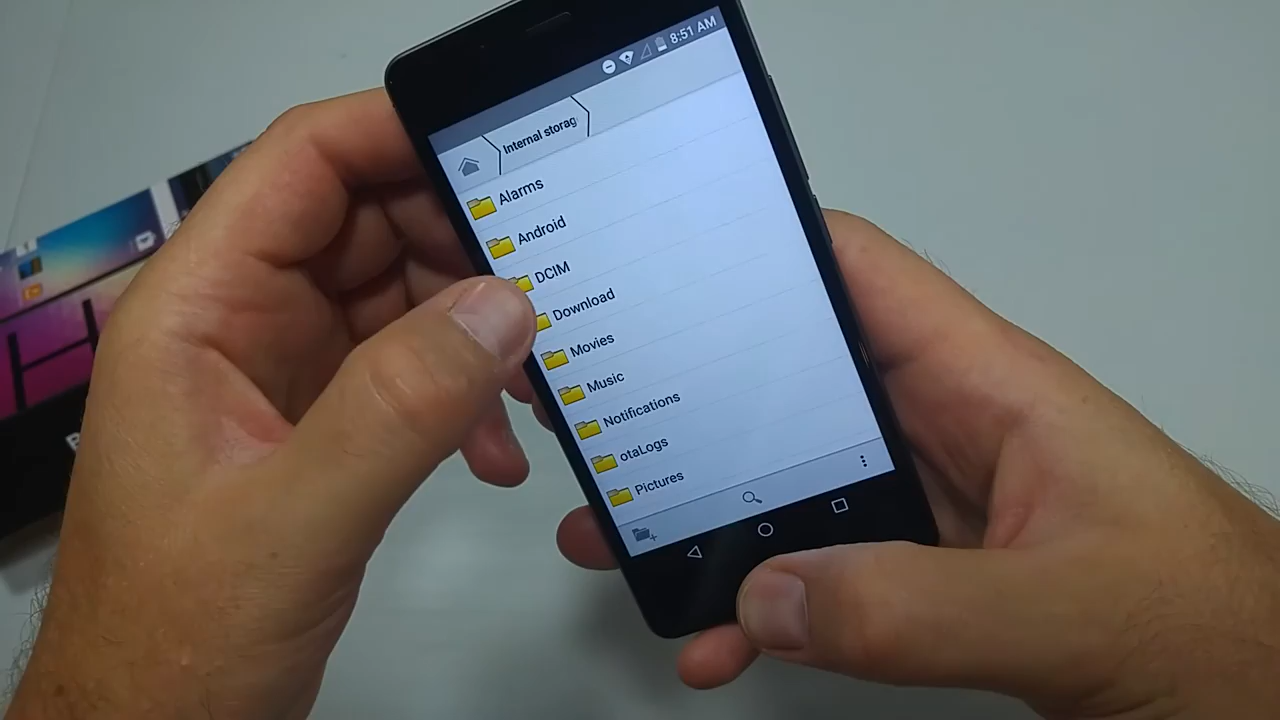 8:51 AM
Internal storag
Alarms
Android
DCIM
Download
Movies
Music
Notifications
otaLogs
Pictures